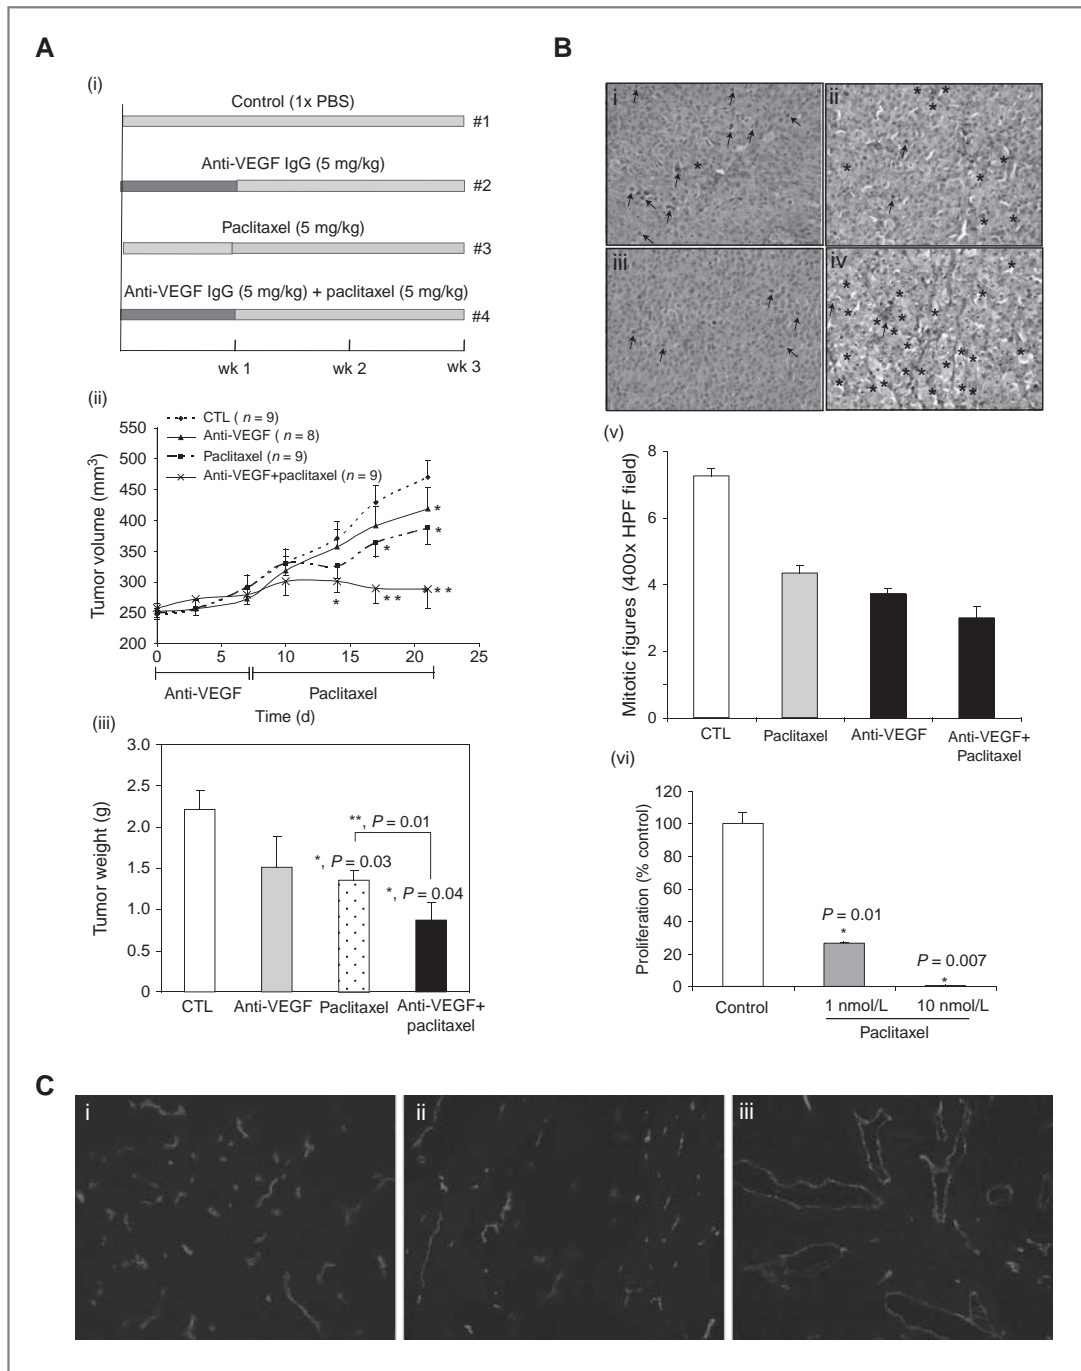 A
(i)
Control (1x PBS)
#1
Anti-VEGF IgG (5 mg/kg)
#2
Paclitaxel (5 mg/kg)
#3
Anti-VEGF IgG (5 mg/kg) + paclitaxel (5 mg/kg)
#4
wk 1 wk 2 wk 3
(ii)
CTL ( n = 9)
Anti-VEGF ( n = 8)
Paclitaxel (n = 9)
Anti-VEGF+paclitaxel (n = 9)
Tumor volume (mm³)
550
500
450
400
350
300
250
200
*
*
*
*
**
**
0 5 10 15 20 25
Anti-VEGF Paclitaxel
Time (d)
(iii)
Tumor weight (g)
3.0
2.5
2.0
1.5
1.0
0.5
0
**, P = 0.01
*, P = 0.03
*, P = 0.04
CTL Anti-VEGF Paclitaxel Anti-VEGF+
paclitaxel
B
i ii
iii iv
(v)
Mitotic figures (400x HPF field)
8
6
4
2
0
CTL Paclitaxel Anti-VEGF Anti-VEGF+
Paclitaxel
(vi)
Proliferation (% control)
120
100
80
60
40
20
0
P = 0.01
*
P = 0.007
*
Control 1 nmol/L 10 nmol/L
Paclitaxel
C
i ii iii